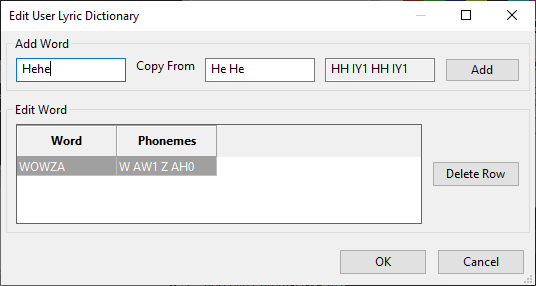 Edit User Lyric Dictionary
Add Word
Hehe Copy From He He HH IY1 HH IY1 Add
Edit Word
Word Phonemes
WOWZA W AW1 Z AH0
Delete Row
OK Cancel